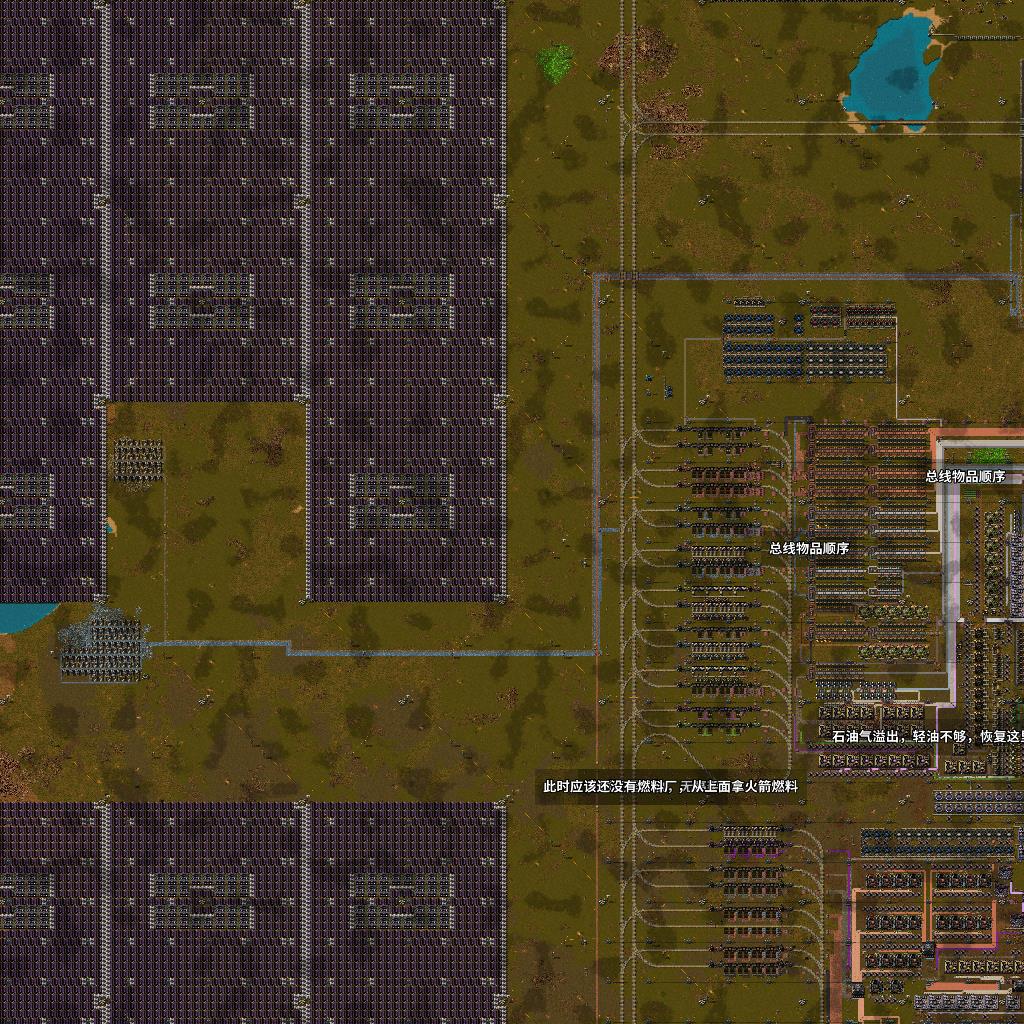 总线物品顺序
总线物品顺序
石油气溢出，轻油不够，恢复这
此时应该还没有燃料厂，无从上面拿火箭燃料